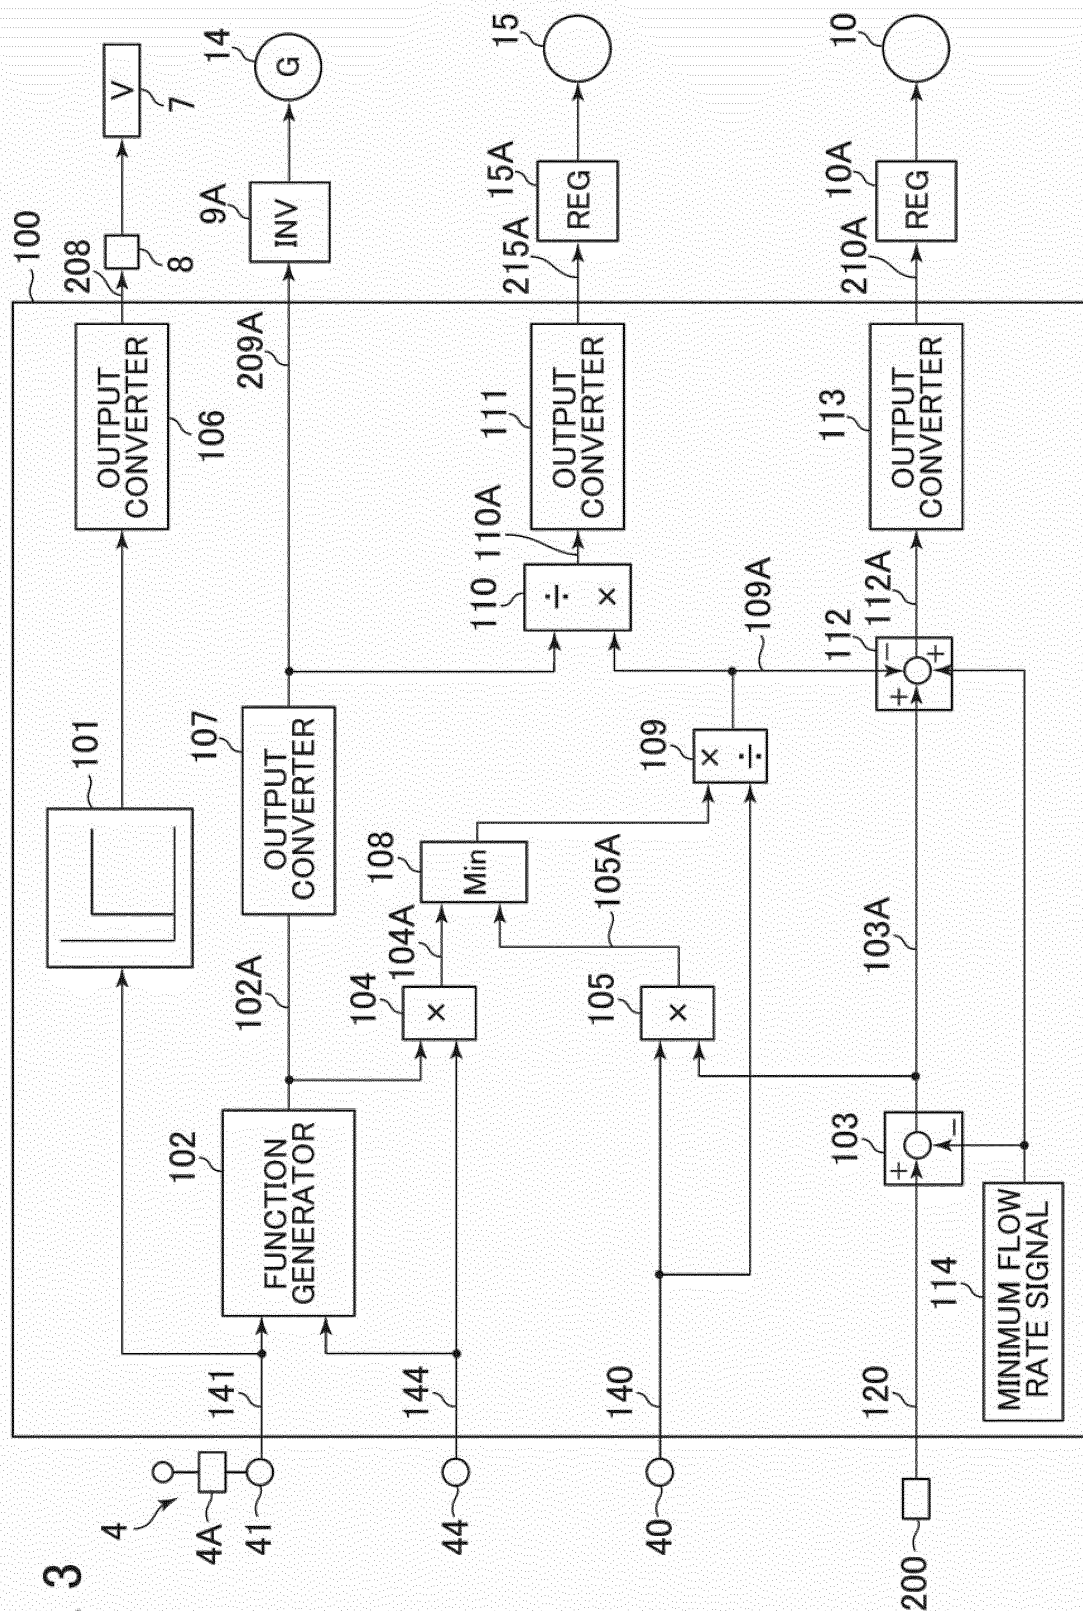 3
4
4A
41
44
40
200
141
144
140
120
100
101
OUTPUT
CONVERTER
106
208
8
V
7
FUNCTION
GENERATOR
102
102A
OUTPUT
CONVERTER
107
209A
INV
9A
G
14
×
104
104A
×
105
105A
Min
108
×
÷
109
109A
÷
×
110
110A
OUTPUT
CONVERTER
111
215A
REG
15A
15
+
−
103
103A
MINIMUM FLOW
RATE SIGNAL
114
−
+
+
112
112A
OUTPUT
CONVERTER
113
210A
REG
10A
10